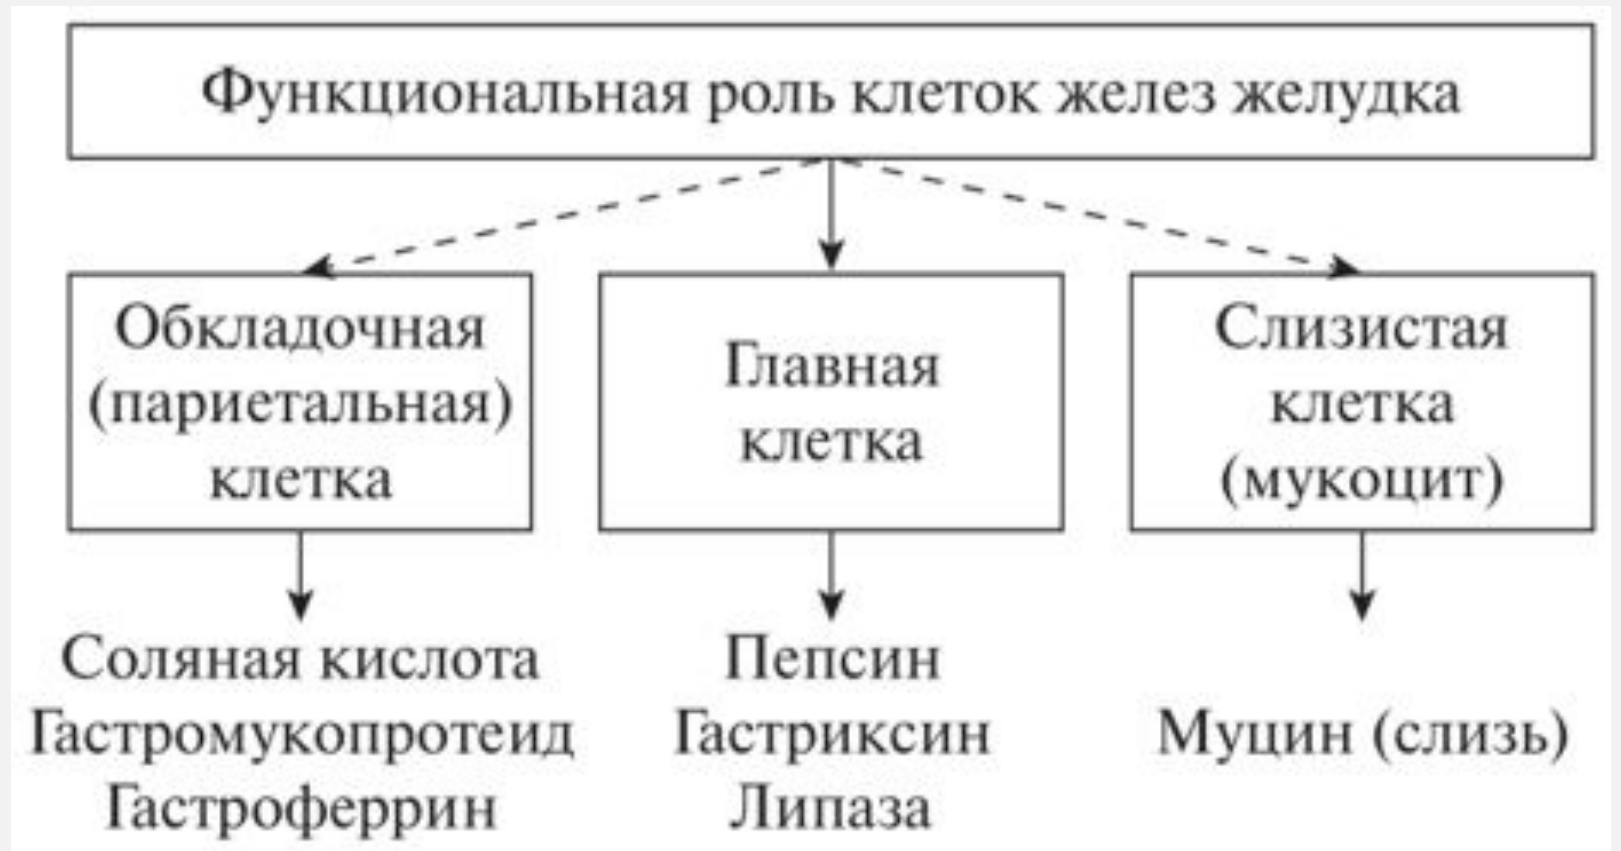 Функциональная роль клеток желез желудка
Обкладочная
(париетальная)
клетка
Главная
клетка
Слизистая
клетка
(мукоцит)
Соляная кислота
Гастромукопротеид
Гастроферрин
Пепсин
Гастриксин
Липаза
Муцин (слизь)